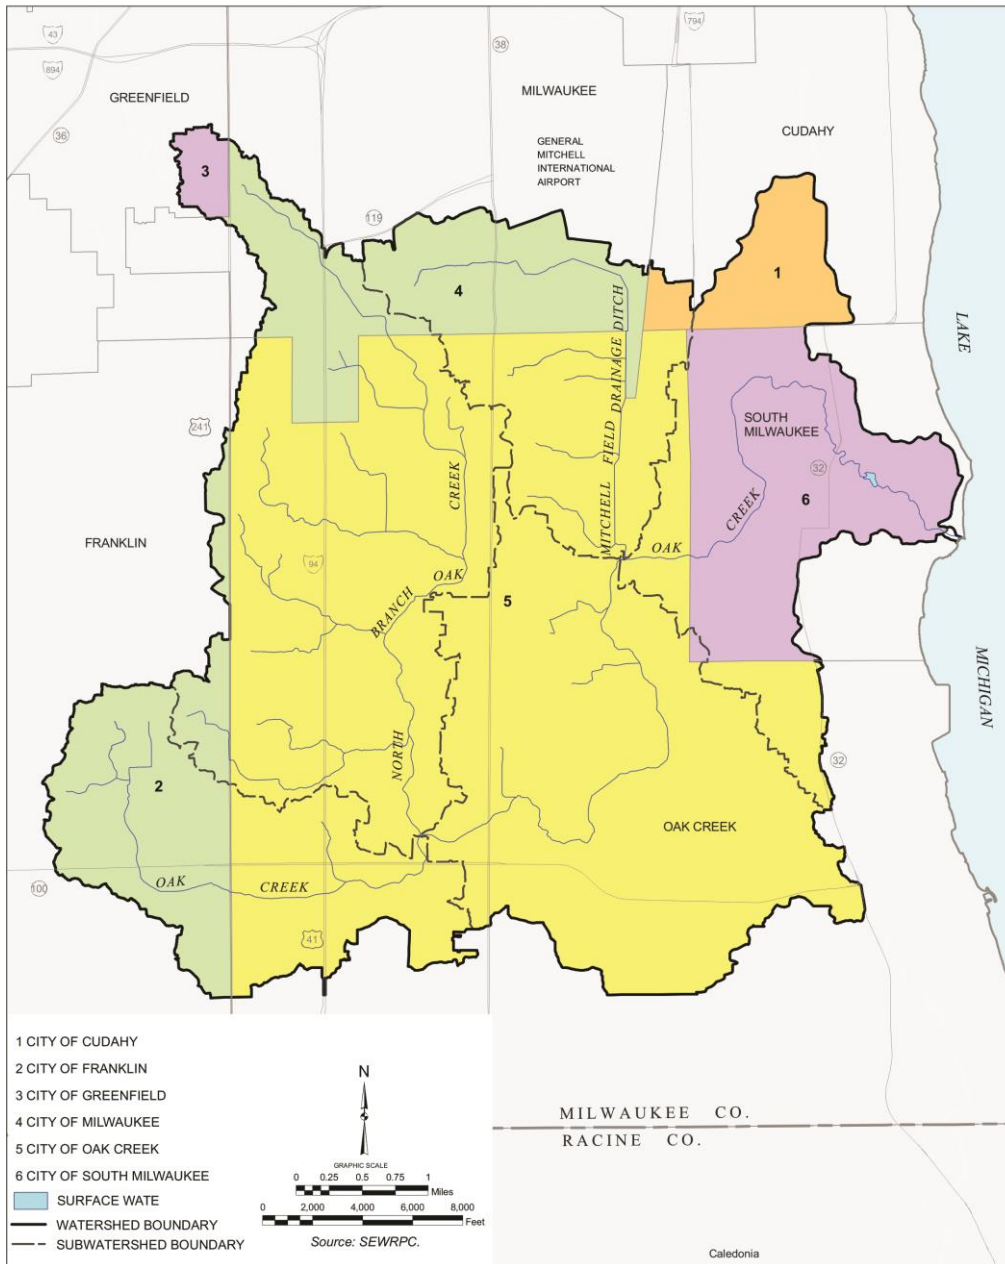 43
894
38
794
GREENFIELD
MILWAUKEE
36
CUDAHY
GENERAL
MITCHELL
INTERNATIONAL
AIRPORT
3
119
1
4
LAKE
MITCHELL FIELD DRAINAGE DITCH
241
SOUTH
MILWAUKEE
32
6
CREEK
CREEK
FRANKLIN
OAK
94
OAK
5
BRANCH
MICHIGAN
NORTH
32
2
OAK CREEK
100
OAK CREEK
41
1 CITY OF CUDAHY
2 CITY OF FRANKLIN
3 CITY OF GREENFIELD
4 CITY OF MILWAUKEE
5 CITY OF OAK CREEK
6 CITY OF SOUTH MILWAUKEE
SURFACE WATE
WATERSHED BOUNDARY
SUBWATERSHED BOUNDARY
N
GRAPHIC SCALE
0 0.25 0.5 0.75 1
Miles
0 2,000 4,000 6,000 8,000
Feet
Source: SEWRPC.
MILWAUKEE CO.
RACINE CO.
Caledonia